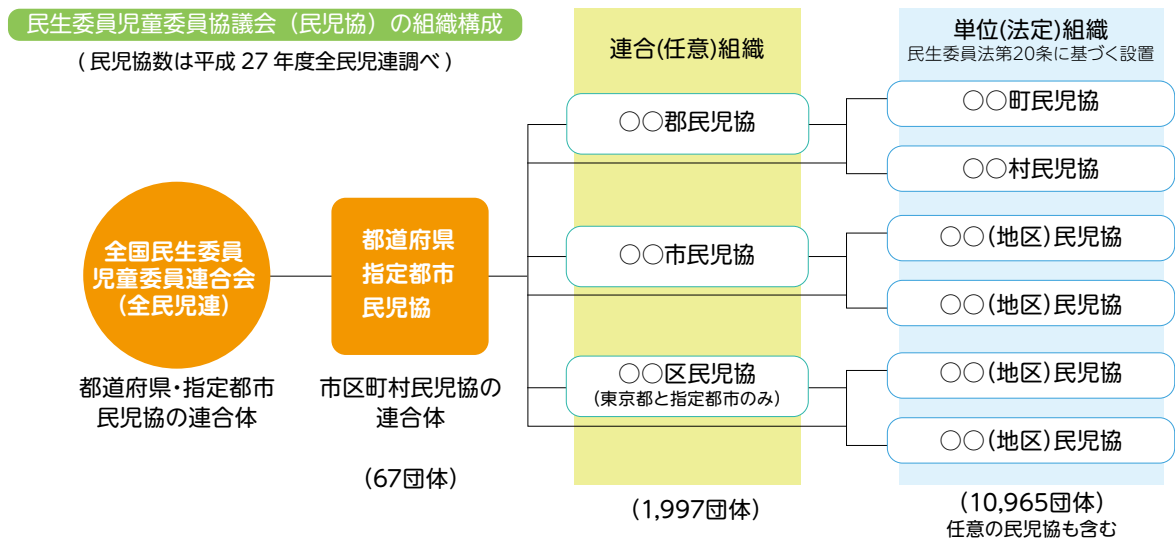 民生委員児童委員協議会（民児協）の組織構成
( 民児協数は平成 27 年度全民児連調べ )
連合(任意)組織
単位(法定)組織
民生委員法第20条に基づく設置
○○郡民児協
○○町民児協
○○村民児協
全国民生委員
児童委員連合会
(全民児連)
都道府県・指定都市
民児協の連合体
都道府県
指定都市
民児協
市区町村民児協の
連合体
(67団体)
○○市民児協
○○(地区)民児協
○○(地区)民児協
○○区民児協
(東京都と指定都市のみ)
○○(地区)民児協
○○(地区)民児協
(1,997団体)
(10,965団体)
任意の民児協も含む